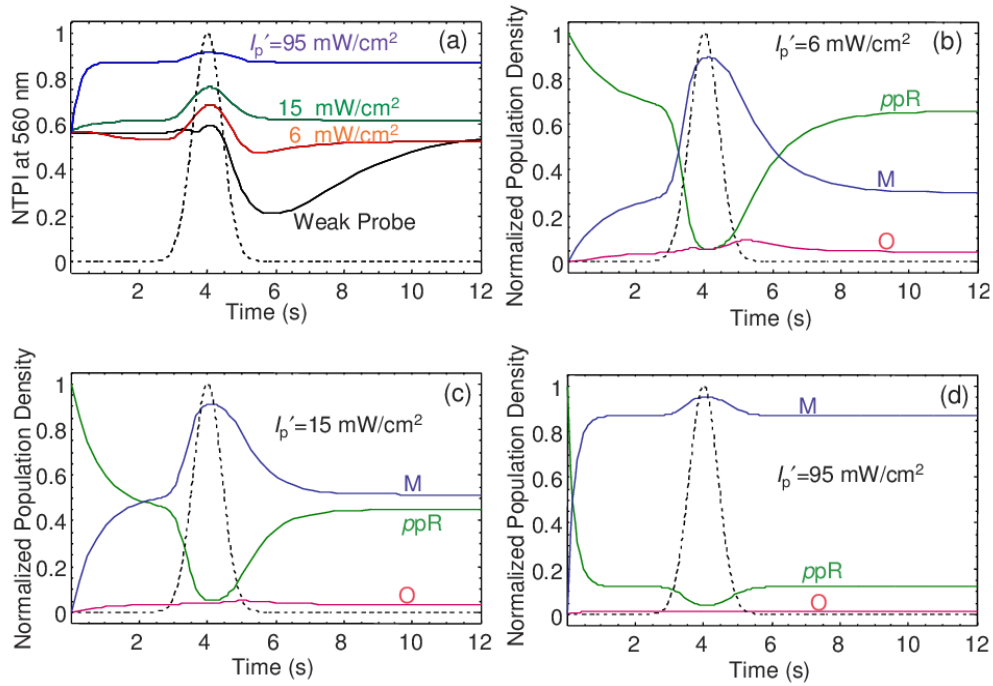 (a)
Iₚ′=95 mW/cm²
15 mW/cm²
6 mW/cm²
Weak Probe
NTPI at 560 nm
1
0.8
0.6
0.4
0.2
0
0 2 4 6 8 10 12
Time (s)
(b)
Iₚ′=6 mW/cm²
ppR
M
O
Normalized Population Density
1
0.8
0.6
0.4
0.2
0
0 2 4 6 8 10 12
Time (s)
(c)
Iₚ′=15 mW/cm²
M
ppR
O
Normalized Population Density
1
0.8
0.6
0.4
0.2
0
0 2 4 6 8 10 12
Time (s)
(d)
M
Iₚ′=95 mW/cm²
ppR
O
Normalized Population Density
1
0.8
0.6
0.4
0.2
0
0 2 4 6 8 10 12
Time (s)